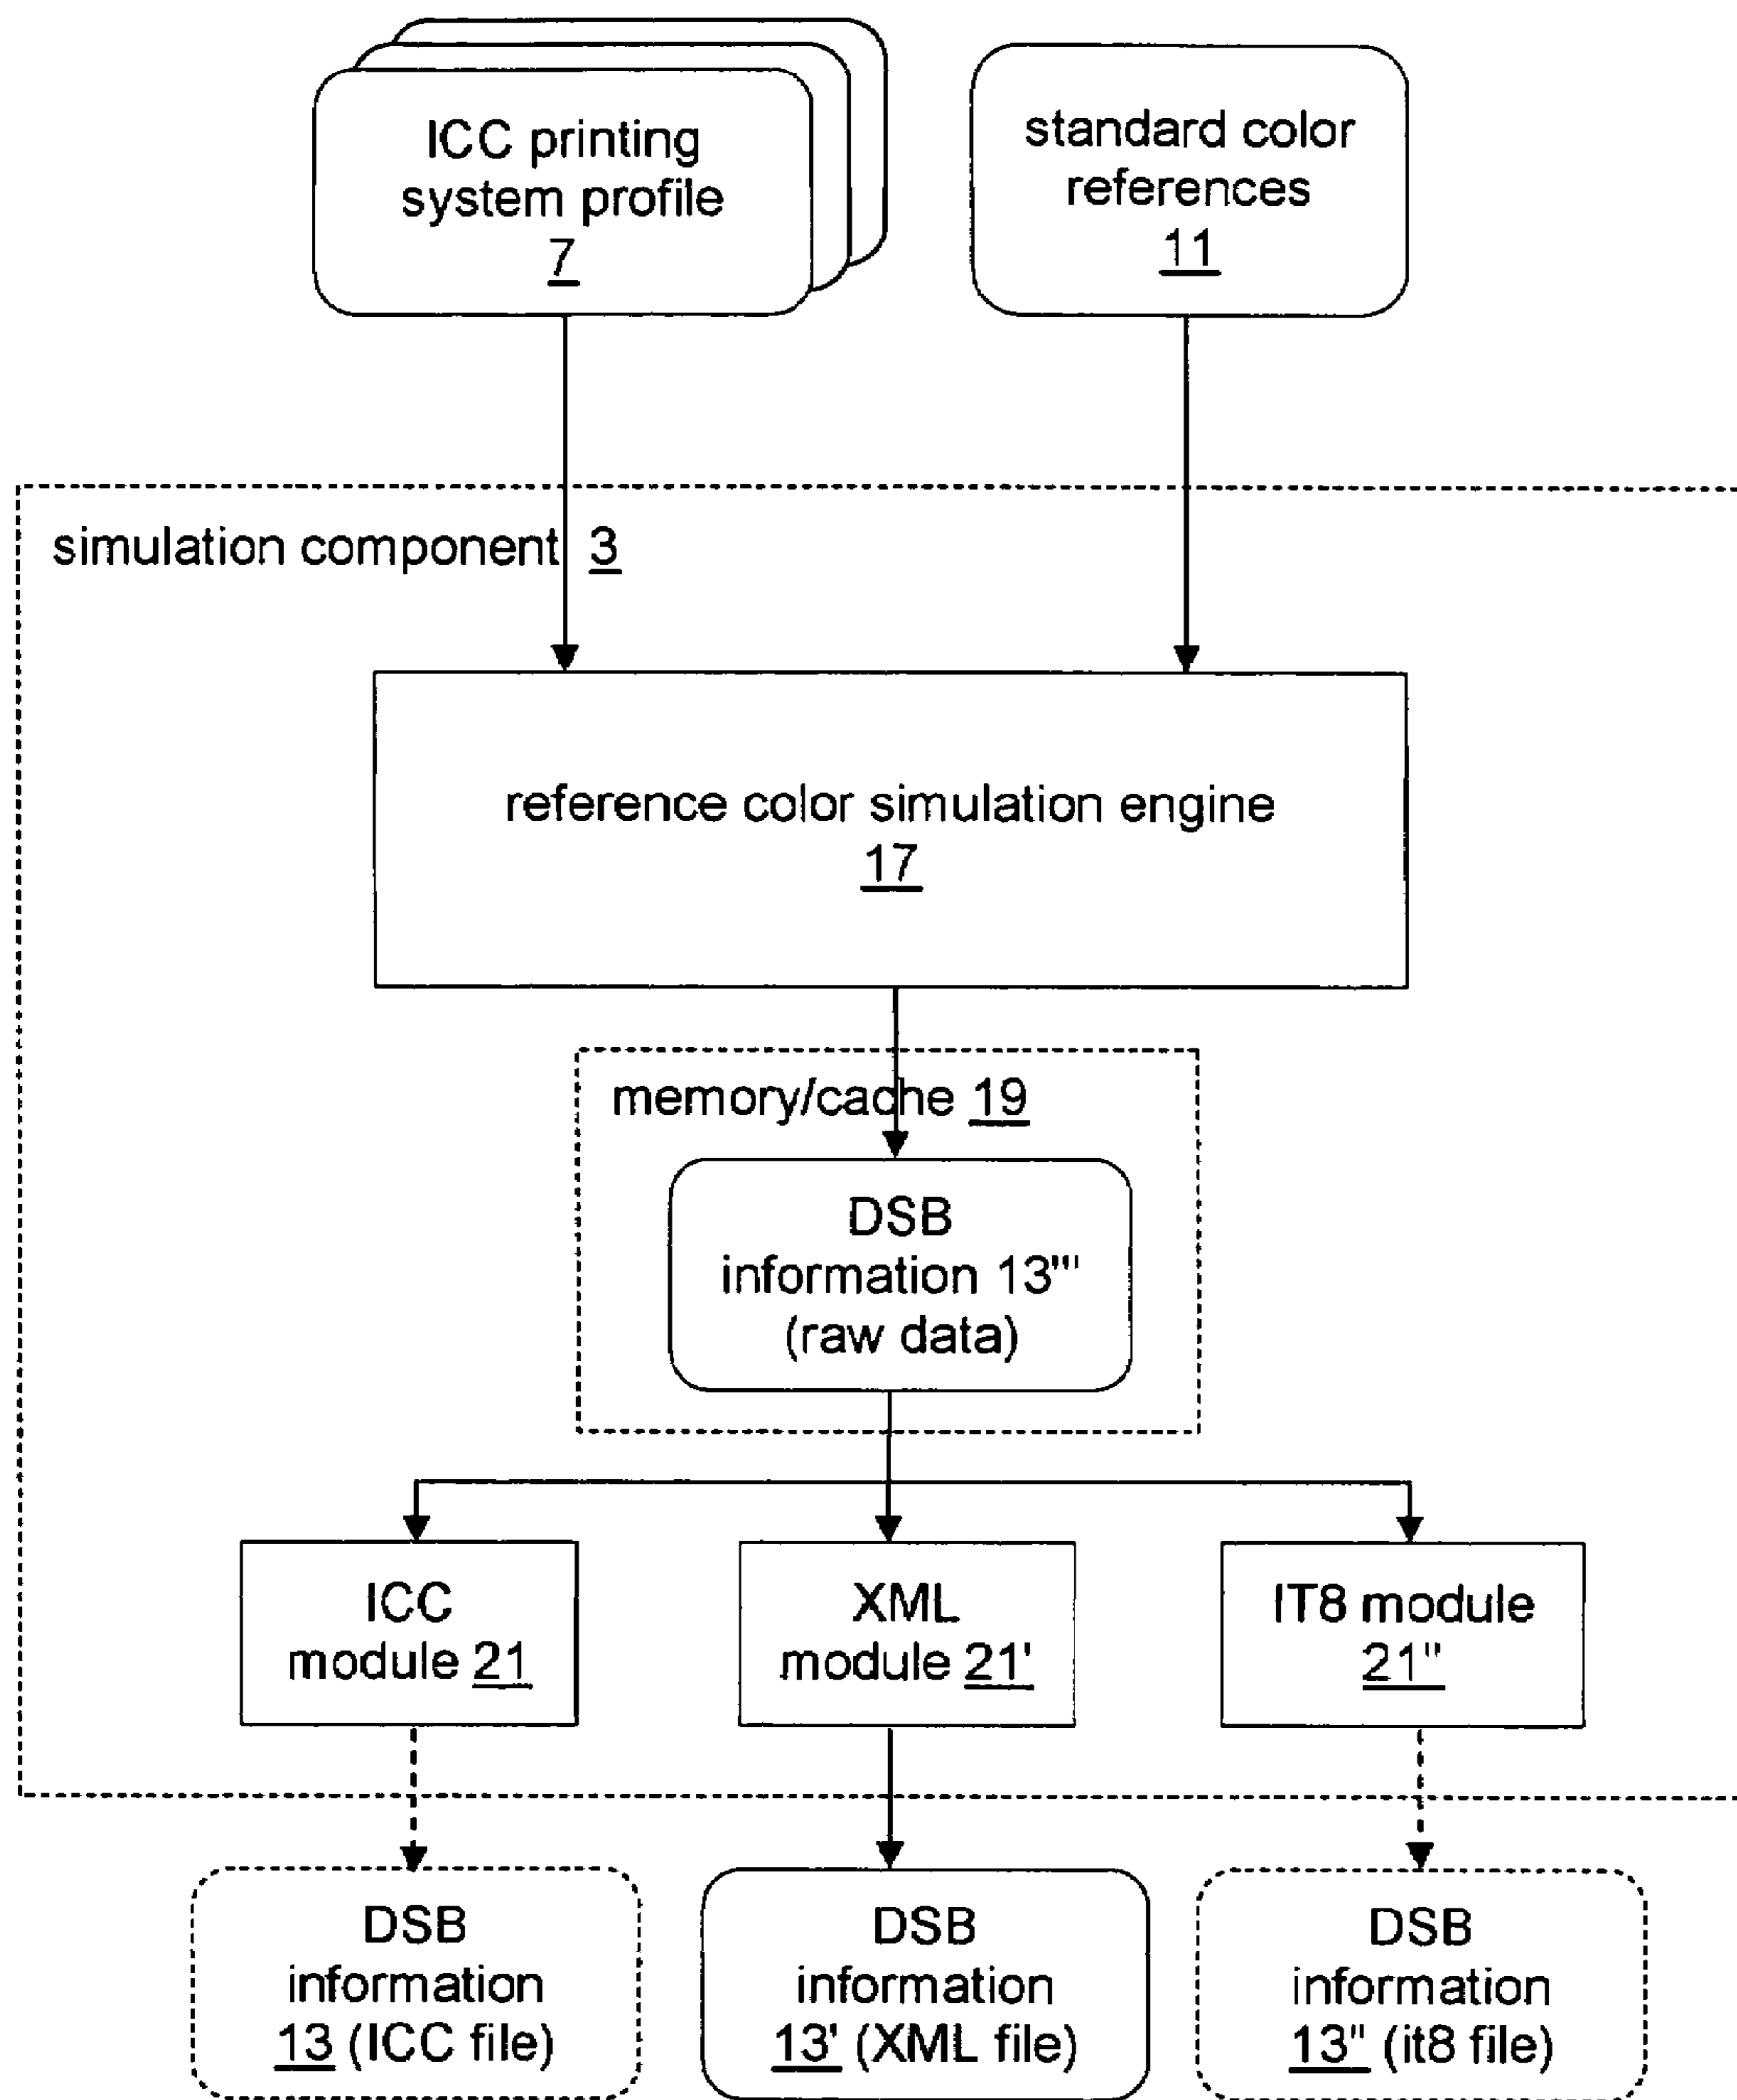 ICC printing
system profile
7
standard color
references
11
simulation component 3
reference color simulation engine
17
memory/cache 19
DSB
information 13'''
(raw data)
ICC
module 21
XML
module 21'
IT8 module
21''
DSB
information
13 (ICC file)
DSB
information
13' (XML file)
DSB
information
13'' (it8 file)